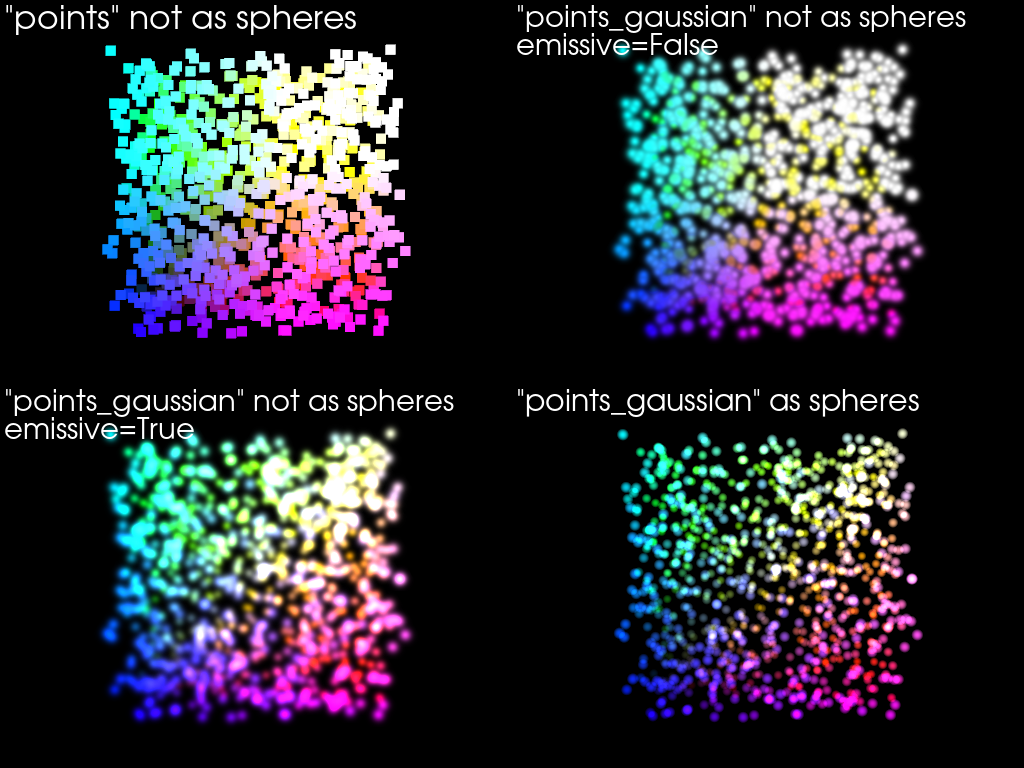 "points" not as spheres
"points_gaussian" not as spheres
emissive=False
"points_gaussian" not as spheres
emissive=True
"points_gaussian" as spheres